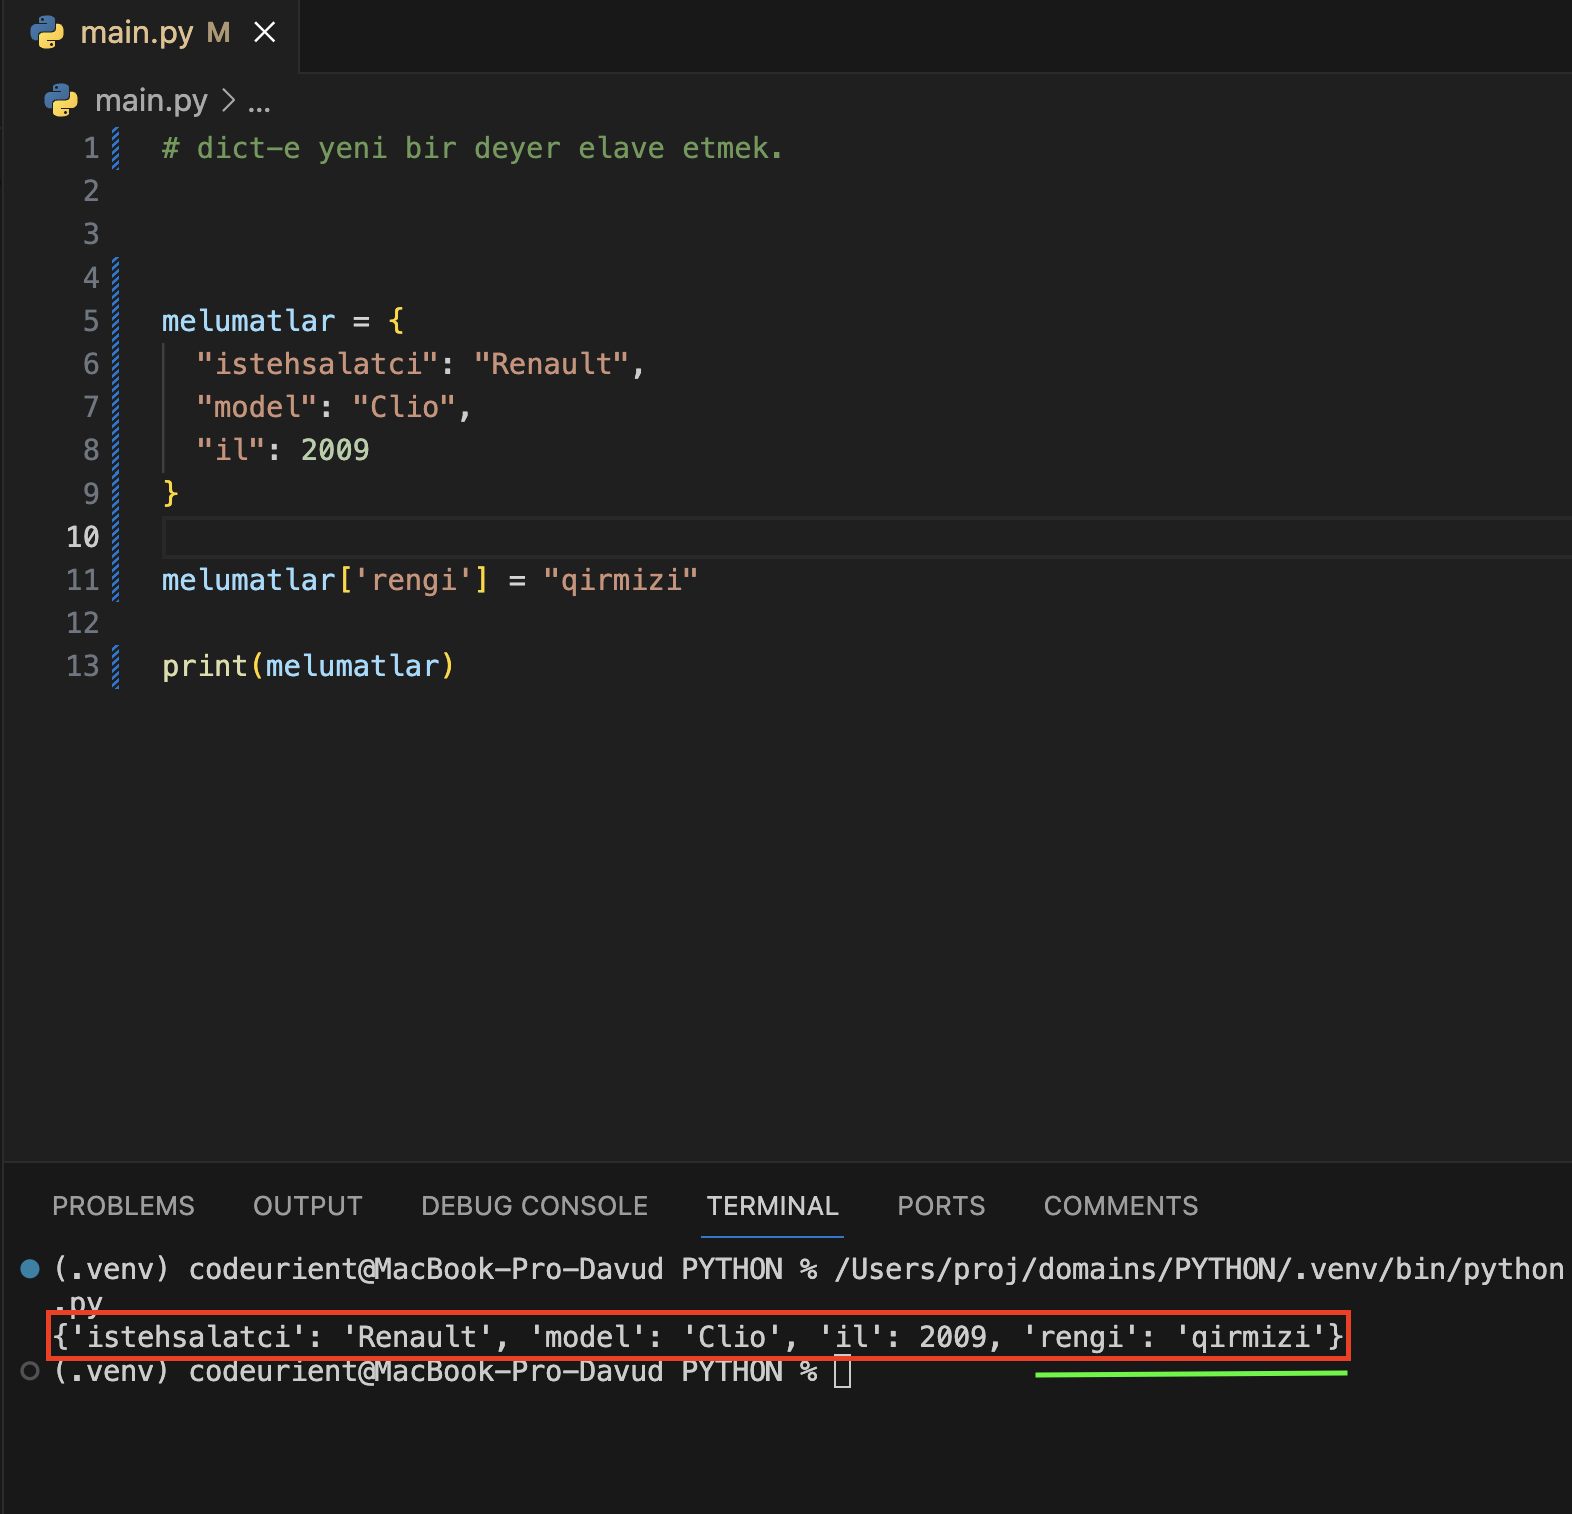 main.py M
main.py > ...
1 # dict-e yeni bir deyer elave etmek.
2
3
4
5 melumatlar = {
6 "istehsalatci": "Renault",
7 "model": "Clio",
8 "il": 2009
9 }
10
11 melumatlar['rengi'] = "qirmizi"
12
13 print(melumatlar)
PROBLEMS OUTPUT DEBUG CONSOLE TERMINAL PORTS COMMENTS
(.venv) codeurient@MacBook-Pro-Davud PYTHON % /Users/proj/domains/PYTHON/.venv/bin/python
.py
{'istehsalatci': 'Renault', 'model': 'Clio', 'il': 2009, 'rengi': 'qirmizi'}
(.venv) codeurient@MacBook-Pro-Davud PYTHON %